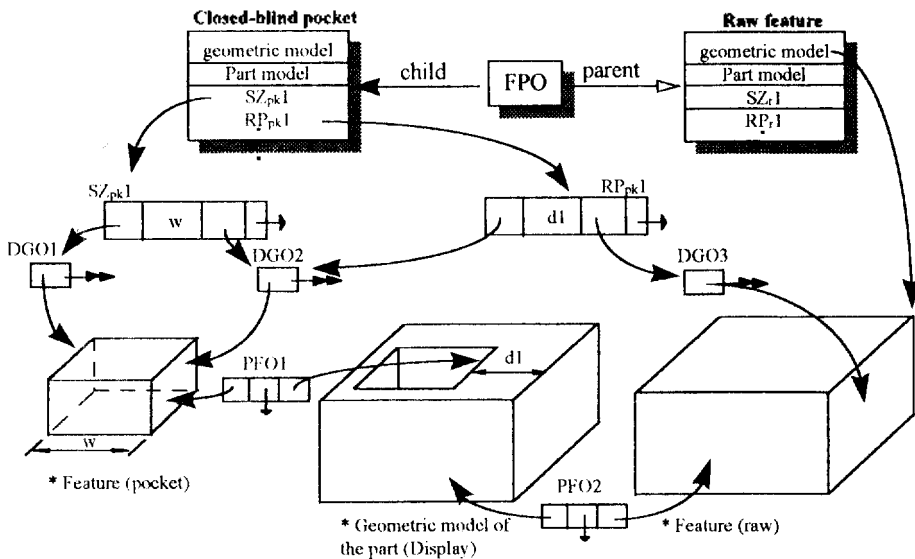 Closed-blind pocket
Raw feature
geometric model
Part model
SZpk1
RPpk1
child
FPO
parent
geometric model
Part model
SZr1
RPr1
SZpk1
w
RPpk1
d1
DGO1
DGO2
DGO3
PFO1
d1
w
* Feature (pocket)
PFO2
* Geometric model of
the part (Display)
* Feature (raw)